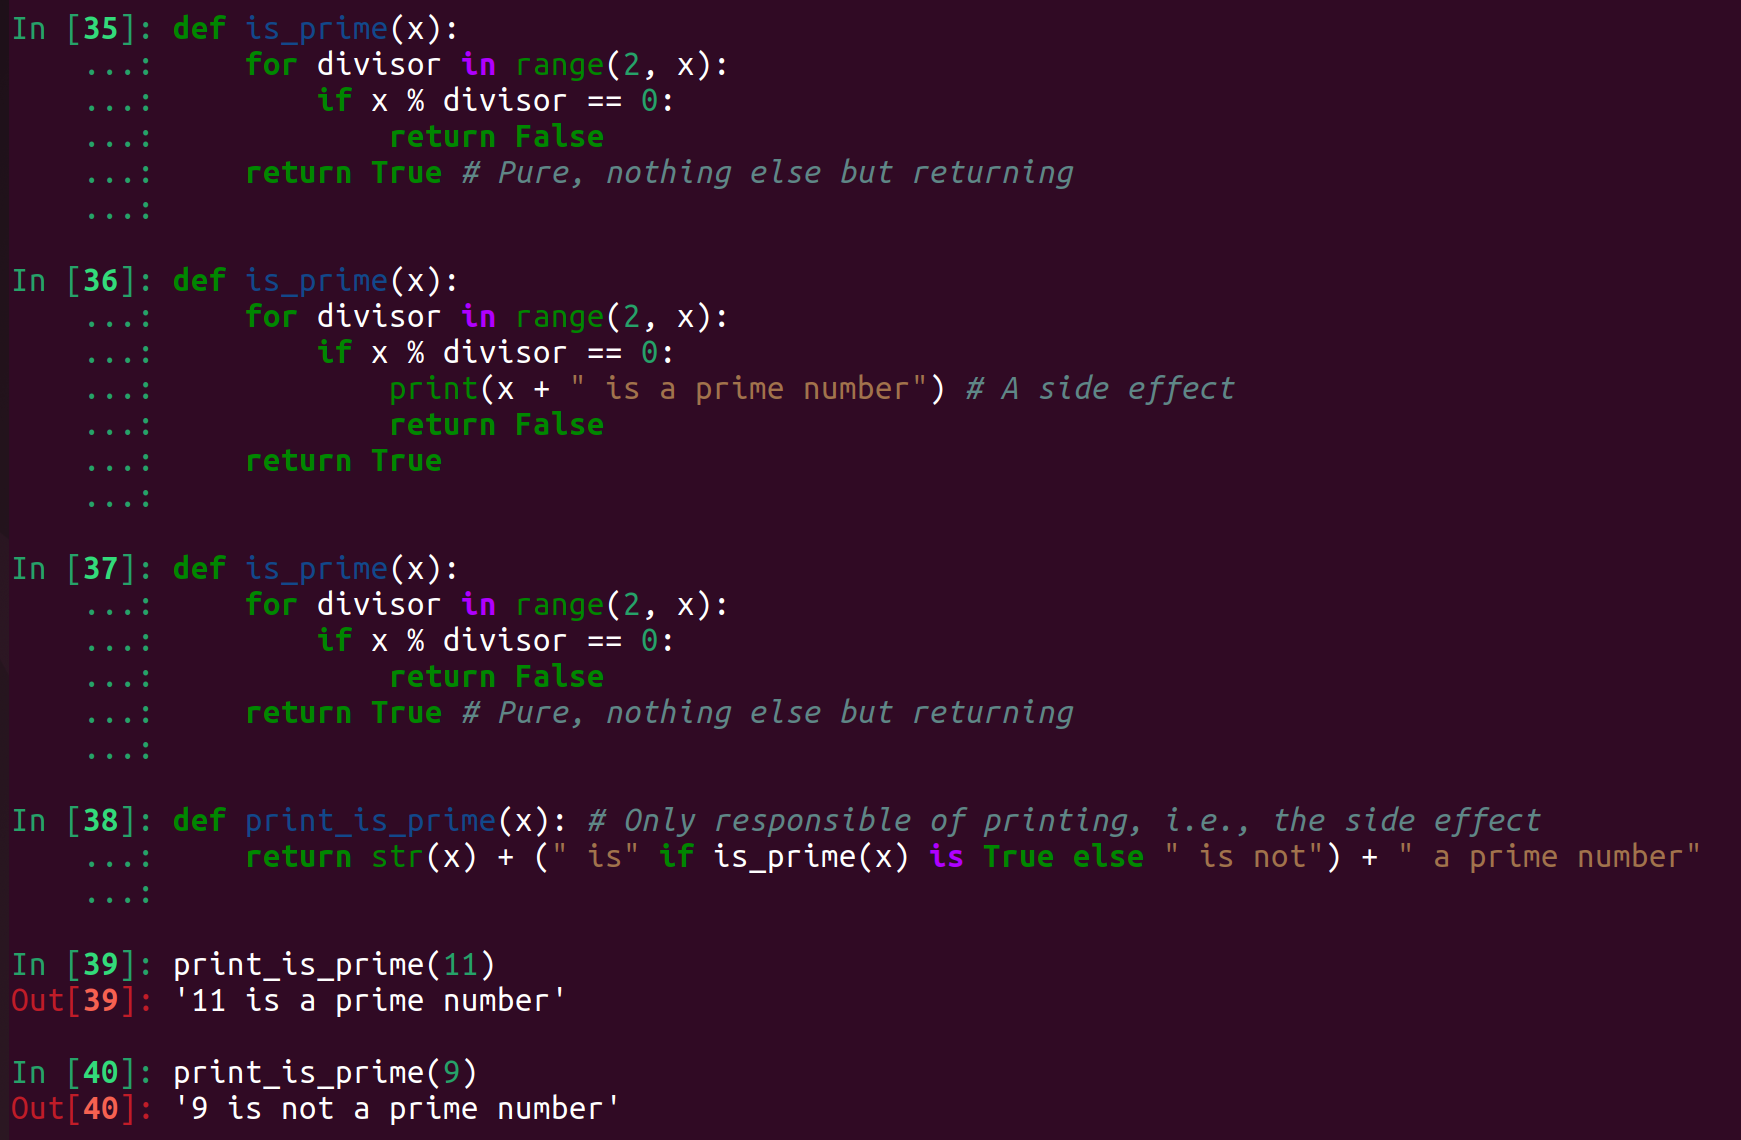 In [35]: def is_prime(x):
    ...:     for divisor in range(2, x):
    ...:         if x % divisor == 0:
    ...:             return False
    ...:     return True # Pure, nothing else but returning
    ...:
In [36]: def is_prime(x):
    ...:     for divisor in range(2, x):
    ...:         if x % divisor == 0:
    ...:             print(x + " is a prime number") # A side effect
    ...:             return False
    ...:     return True
    ...:
In [37]: def is_prime(x):
    ...:     for divisor in range(2, x):
    ...:         if x % divisor == 0:
    ...:             return False
    ...:     return True # Pure, nothing else but returning
    ...:
In [38]: def print_is_prime(x): # Only responsible of printing, i.e., the side effect
    ...:     return str(x) + (" is" if is_prime(x) is True else " is not") + " a prime number"
    ...:
In [39]: print_is_prime(11)
Out[39]: '11 is a prime number'
In [40]: print_is_prime(9)
Out[40]: '9 is not a prime number'